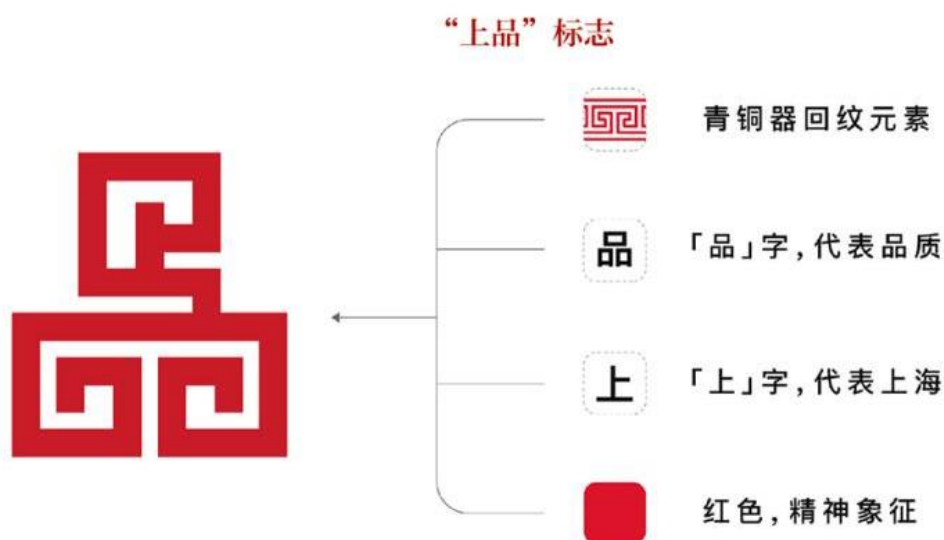 “上品”标志
青铜器回纹元素
品
「品」字,代表品质
上
「上」字,代表上海
红色,精神象征